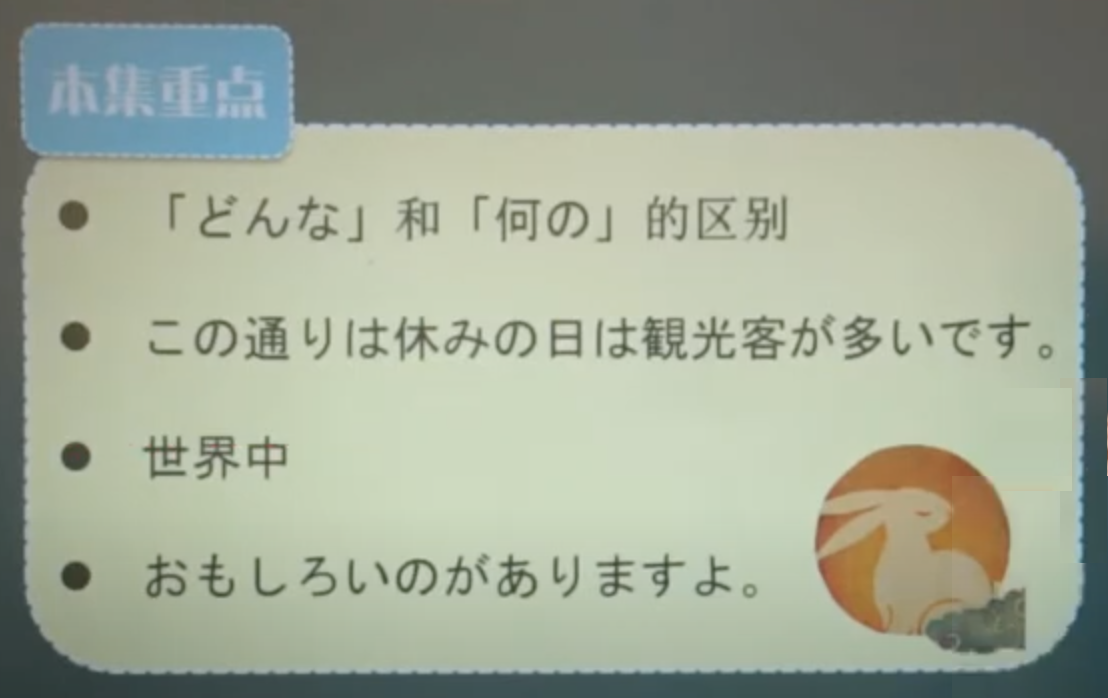 本集重点
「どんな」和「何の」的区别
この通りは休みの日は観光客が多いです。
世界中
おもしろいのがありますよ。